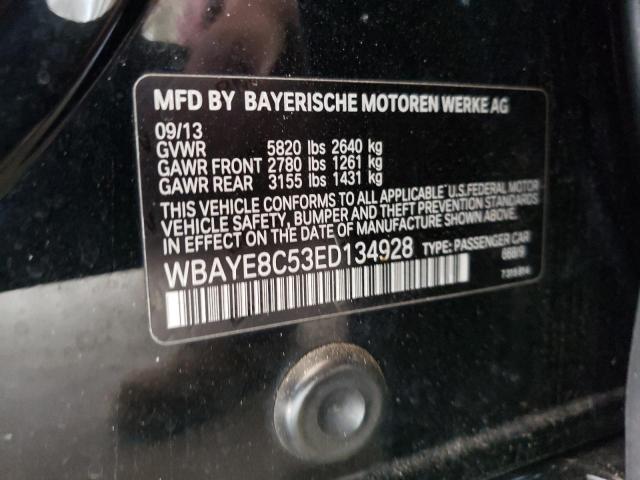 MFD BY BAYERISCHE MOTOREN WERKE AG
09/13
GVWR 5820 lbs 2640 kg
GAWR FRONT 2780 lbs 1261 kg
GAWR REAR 3155 lbs 1431 kg
THIS VEHICLE CONFORMS TO ALL APPLICABLE U.S.FEDERAL MOTOR
VEHICLE SAFETY, BUMPER AND THEFT PREVENTION STANDARDS
IN EFFECT ON THE DATE OF MANUFACTURE SHOWN ABOVE.
WBAYE8C53ED134928 TYPE: PASSENGER CAR